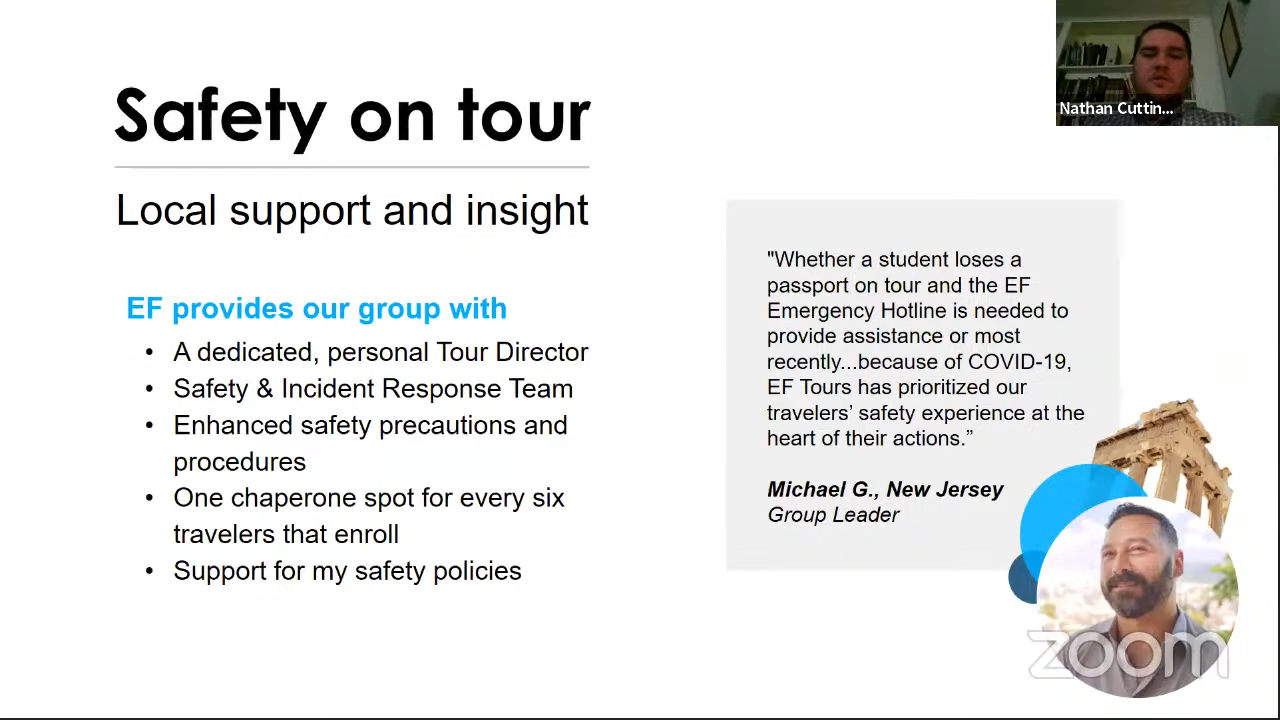 Safety on tour
Local support and insight
EF provides our group with
• A dedicated, personal Tour Director
• Safety & Incident Response Team
• Enhanced safety precautions and
procedures
• One chaperone spot for every six
travelers that enroll
• Support for my safety policies
"Whether a student loses a
passport on tour and the EF
Emergency Hotline is needed to
provide assistance or most
recently...because of COVID-19,
EF Tours has prioritized our
travelers’ safety experience at the
heart of their actions.”
Michael G., New Jersey
Group Leader
Nathan Cuttin...
zoom